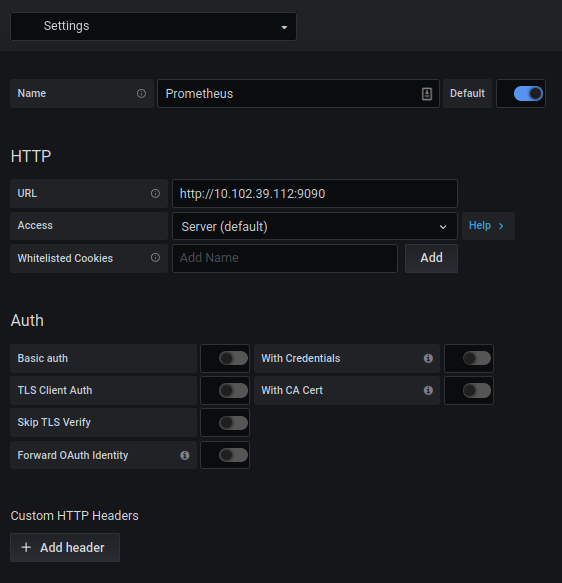 Settings
Name Prometheus Default
HTTP
URL http://10.102.39.112:9090
Access Server (default) Help
Whitelisted Cookies Add Name Add
Auth
Basic auth With Credentials
TLS Client Auth With CA Cert
Skip TLS Verify
Forward OAuth Identity
Custom HTTP Headers
+ Add header